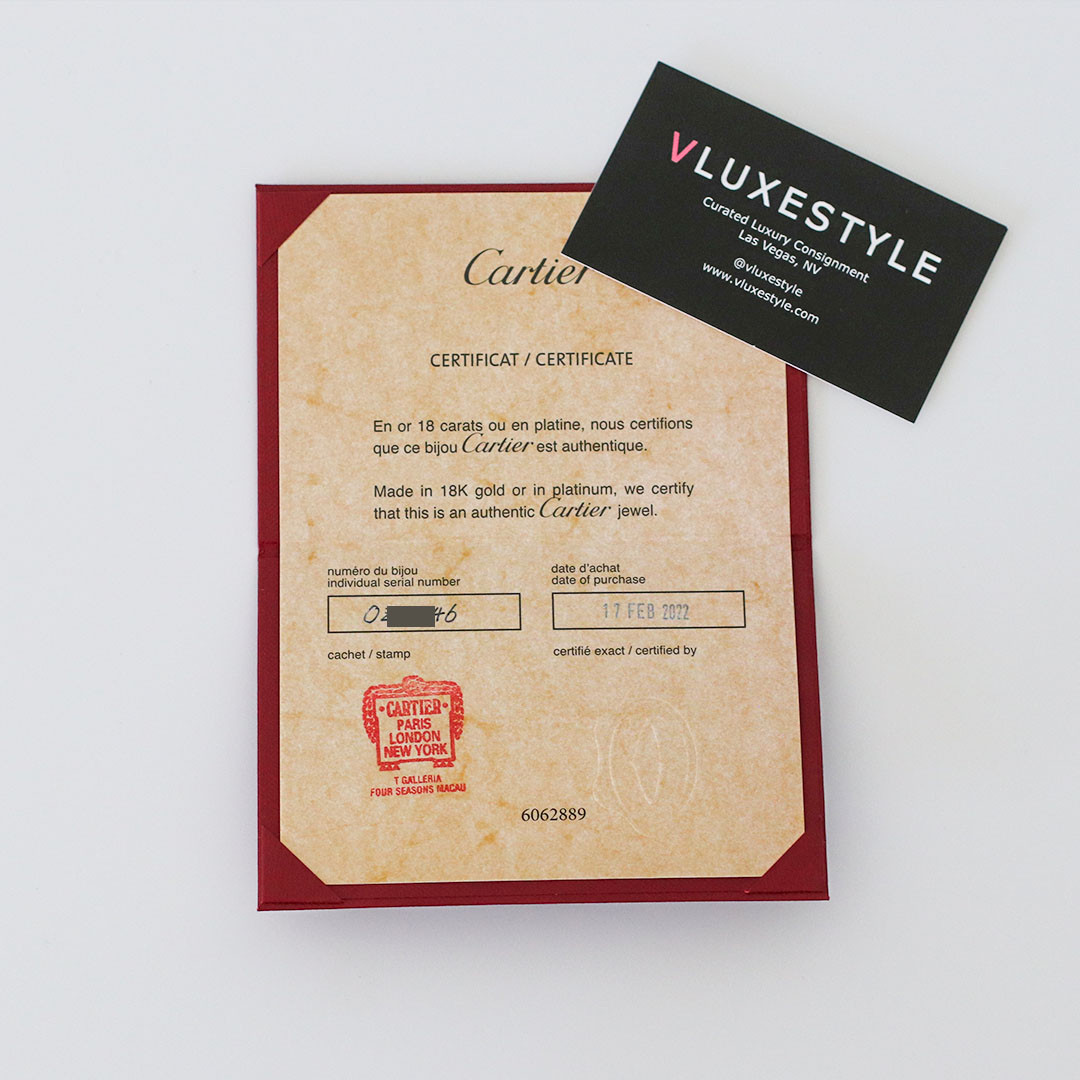 VLUXESTYLE
Curated Luxury Consignment
Las Vegas, NV
@vluxestyle
www.vluxestyle.com
Cartier
CERTIFICAT / CERTIFICATE
En or 18 carats ou en platine, nous certifions
que ce bijou Cartier est authentique.
Made in 18K gold or in platinum, we certify
that this is an authentic Cartier jewel.
numéro du bijou
individual serial number
date d'achat
date of purchase
46
17 FEB 2022
cachet / stamp
certifié exact / certified by
CARTIER
PARIS
LONDON
NEW YORK
T GALLERIA
FOUR SEASONS MACAU
6062889